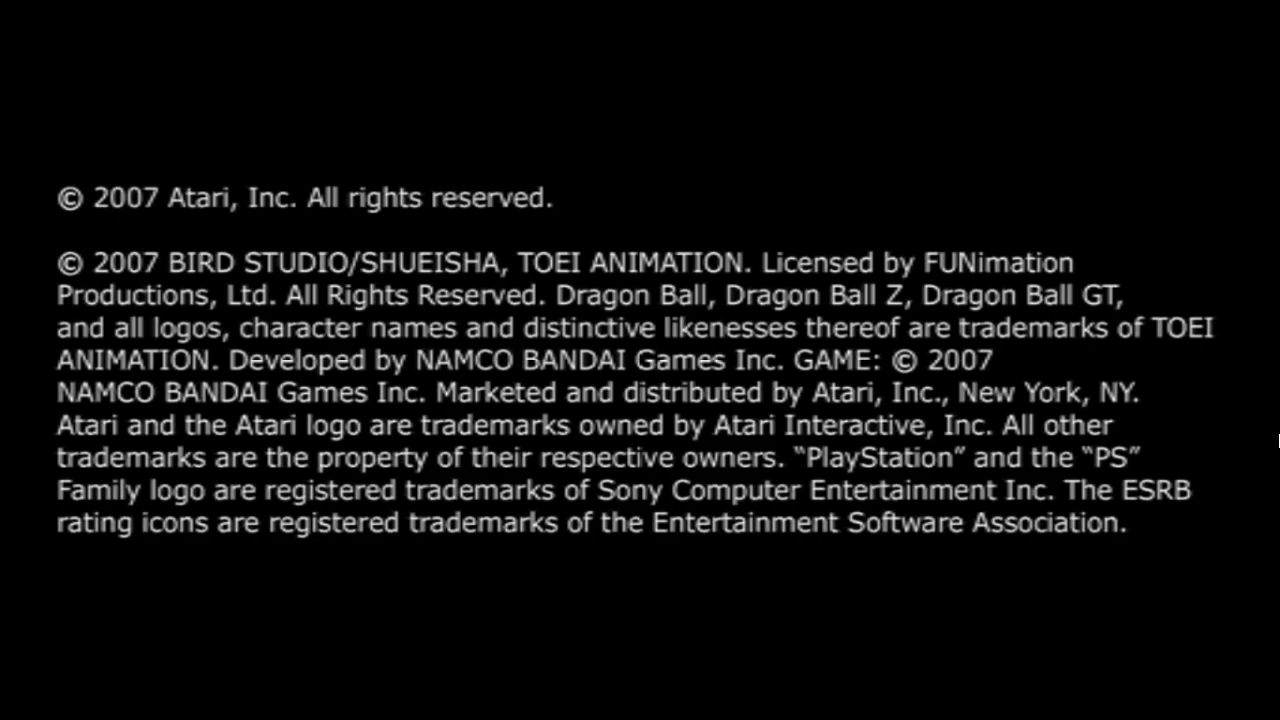 © 2007 Atari, Inc. All rights reserved.
© 2007 BIRD STUDIO/SHUEISHA, TOEI ANIMATION. Licensed by FUNimation
Productions, Ltd. All Rights Reserved. Dragon Ball, Dragon Ball Z, Dragon Ball GT,
and all logos, character names and distinctive likenesses thereof are trademarks of TOEI
ANIMATION. Developed by NAMCO BANDAI Games Inc. GAME: © 2007
NAMCO BANDAI Games Inc. Marketed and distributed by Atari, Inc., New York, NY.
Atari and the Atari logo are trademarks owned by Atari Interactive, Inc. All other
trademarks are the property of their respective owners. “PlayStation” and the “PS”
Family logo are registered trademarks of Sony Computer Entertainment Inc. The ESRB
rating icons are registered trademarks of the Entertainment Software Association.